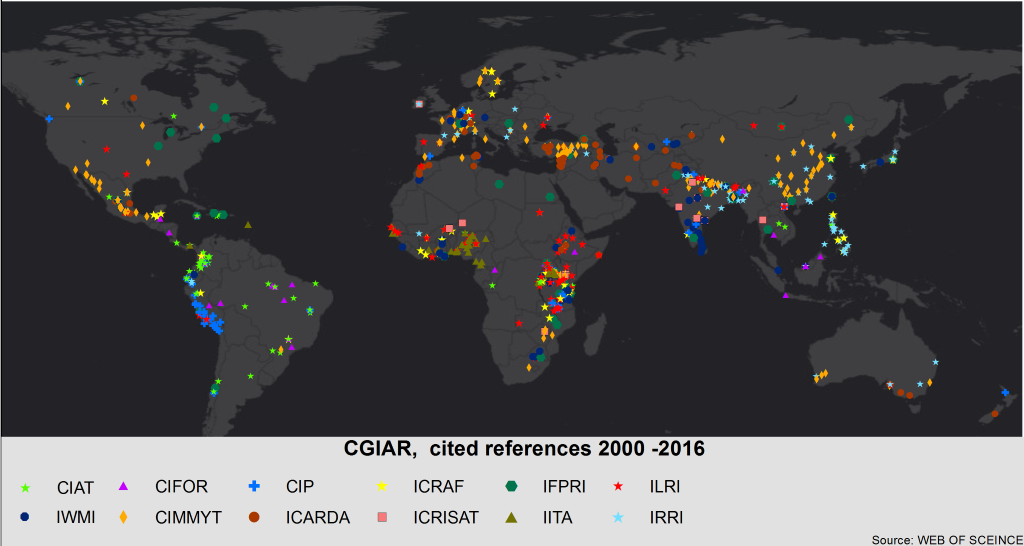 CGIAR,  cited references 2000 -2016
CIAT CIFOR CIP ICRAF IFPRI ILRI
IWMI CIMMYT ICARDA ICRISAT IITA IRRI
Source: WEB OF SCEINCE